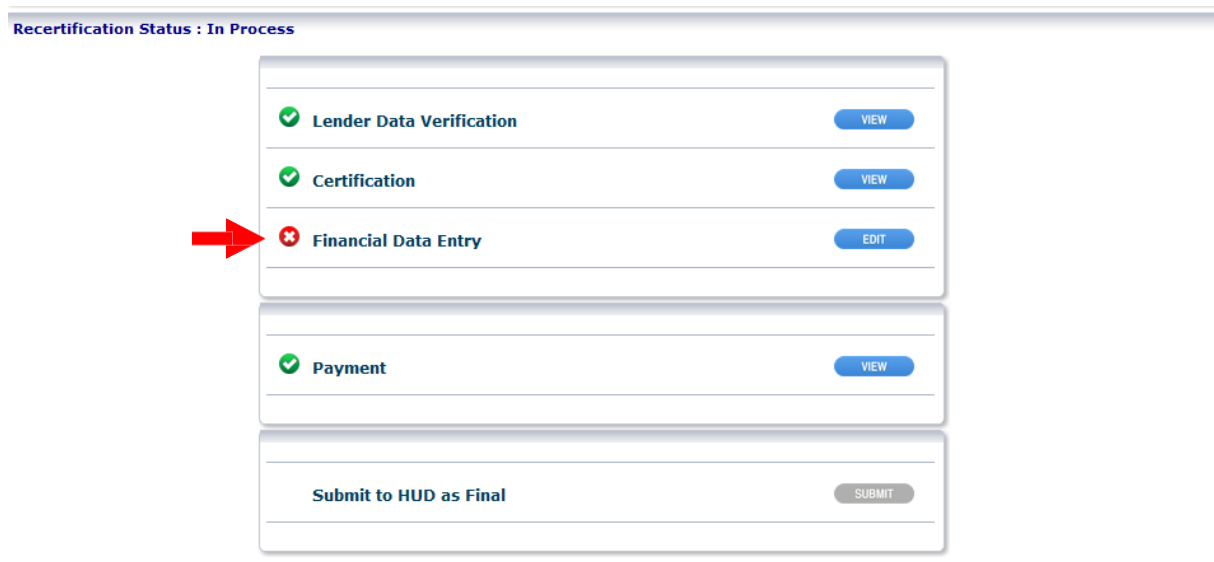 Recertification Status : In Process
Lender Data Verification VIEW
Certification VIEW
Financial Data Entry EDIT
Payment VIEW
Submit to HUD as Final SUBMIT